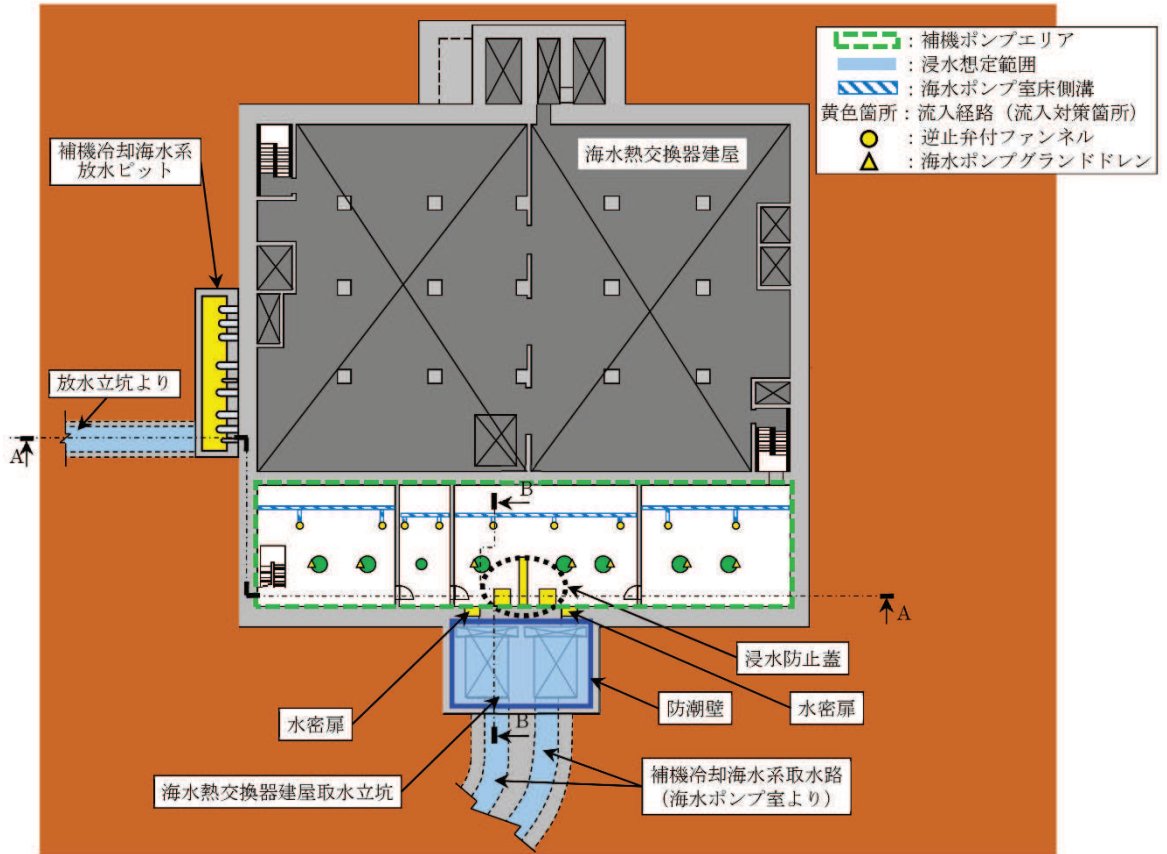 ：補機ポンプエリア
：浸水想定範囲
：海水ポンプ室床側溝
黄色箇所：流入経路（流入対策箇所）
：逆止弁付ファンネル
：海水ポンプグランドドレン
海水熱交換器建屋
補機冷却海水系
放水ピット
放水立坑より
A
B
A
浸水防止蓋
防潮壁
水密扉
水密扉
B
海水熱交換器建屋取水立坑
補機冷却海水系取水路
（海水ポンプ室より）